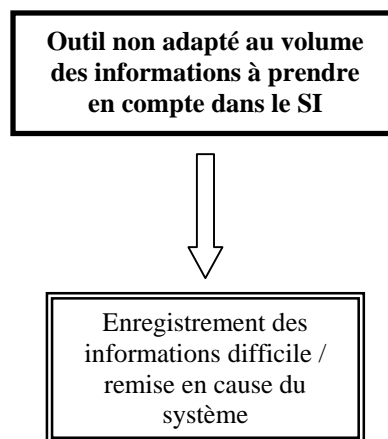 Outil non adapté au volume
des informations à prendre
en compte dans le SI
Enregistrement des
informations difficile /
remise en cause du
système